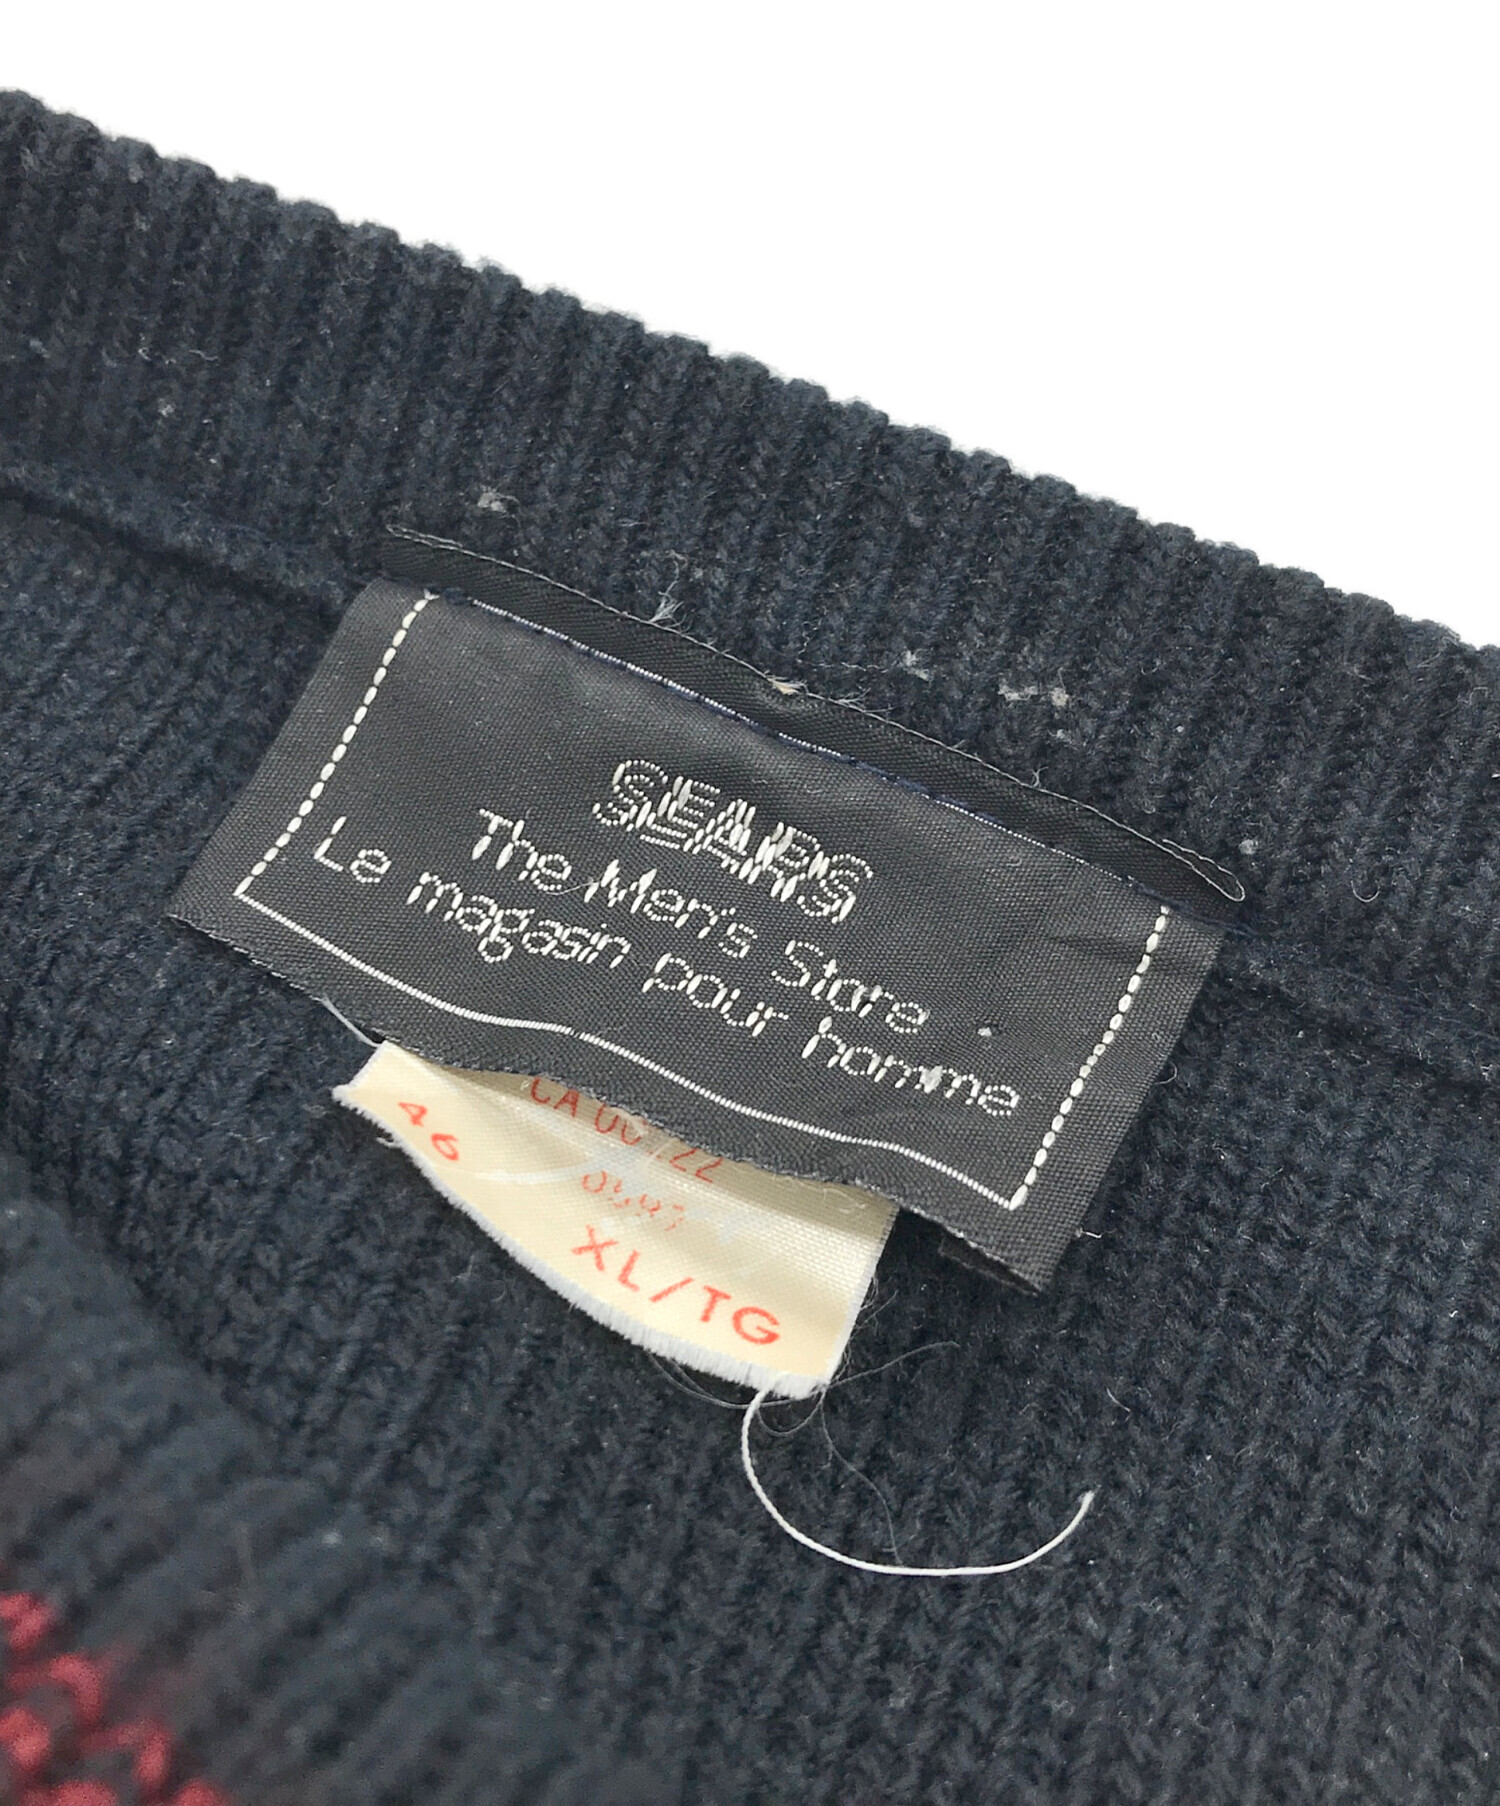 SEARS
The Men's Store
Le magasin pour homme
46
XL/TG